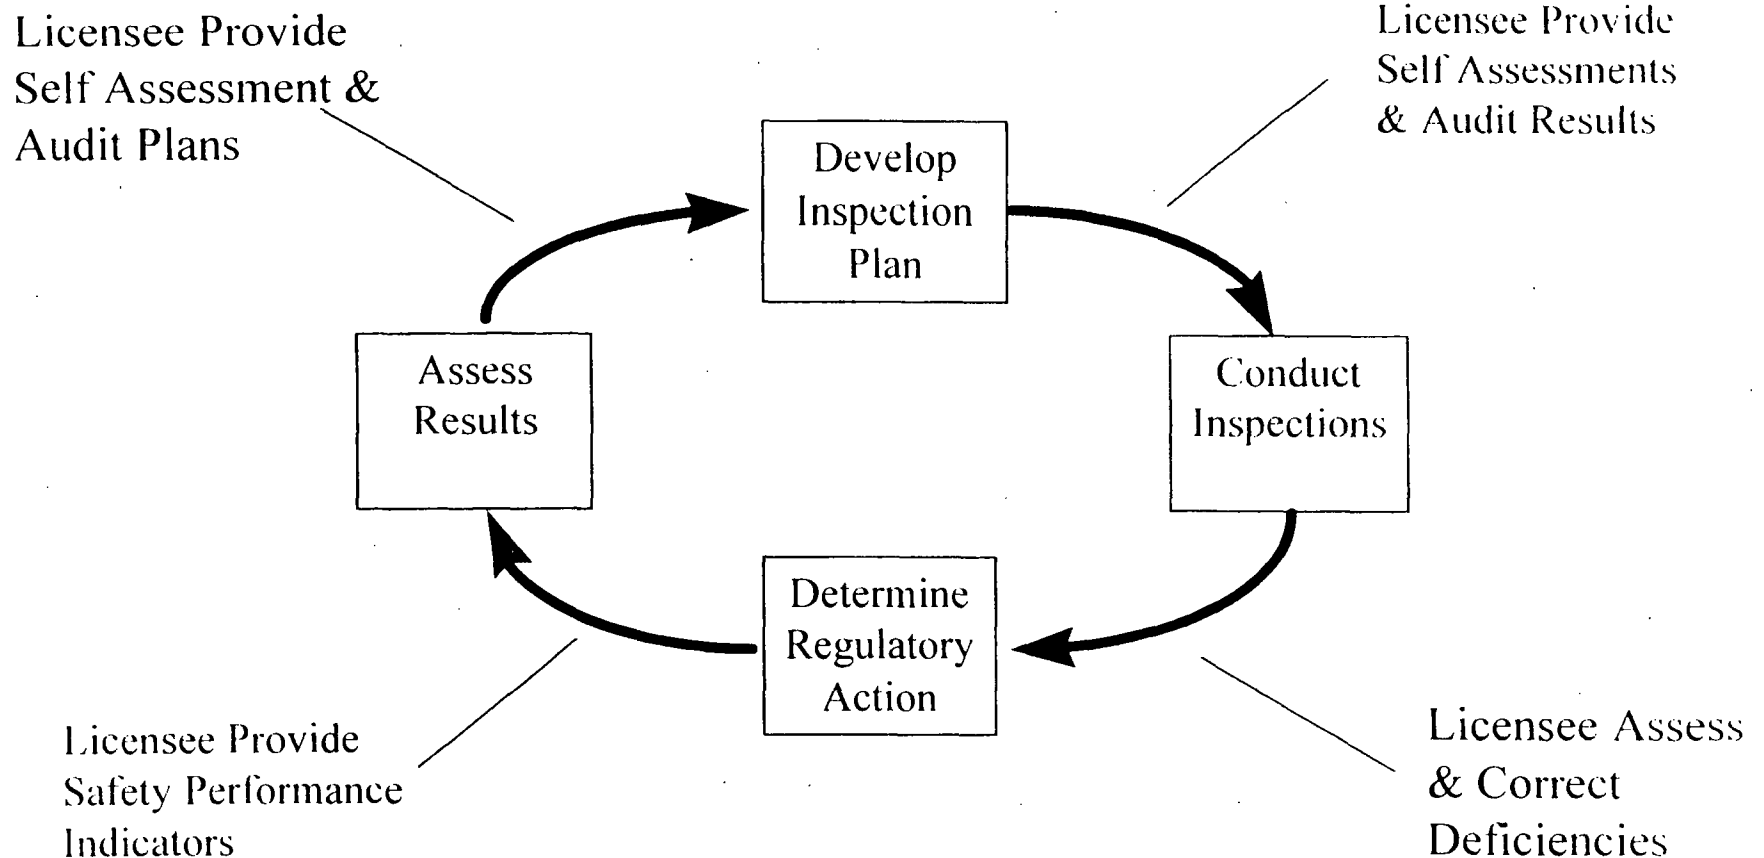 Licensee Provide
Self Assessment &
Audit Plans
Licensee Provide
Self Assessments
& Audit Results
Develop
Inspection
Plan
Assess
Results
Conduct
Inspections
Determine
Regulatory
Action
Licensee Provide
Safety Performance
Indicators
Licensee Assess
& Correct
Deficiencies